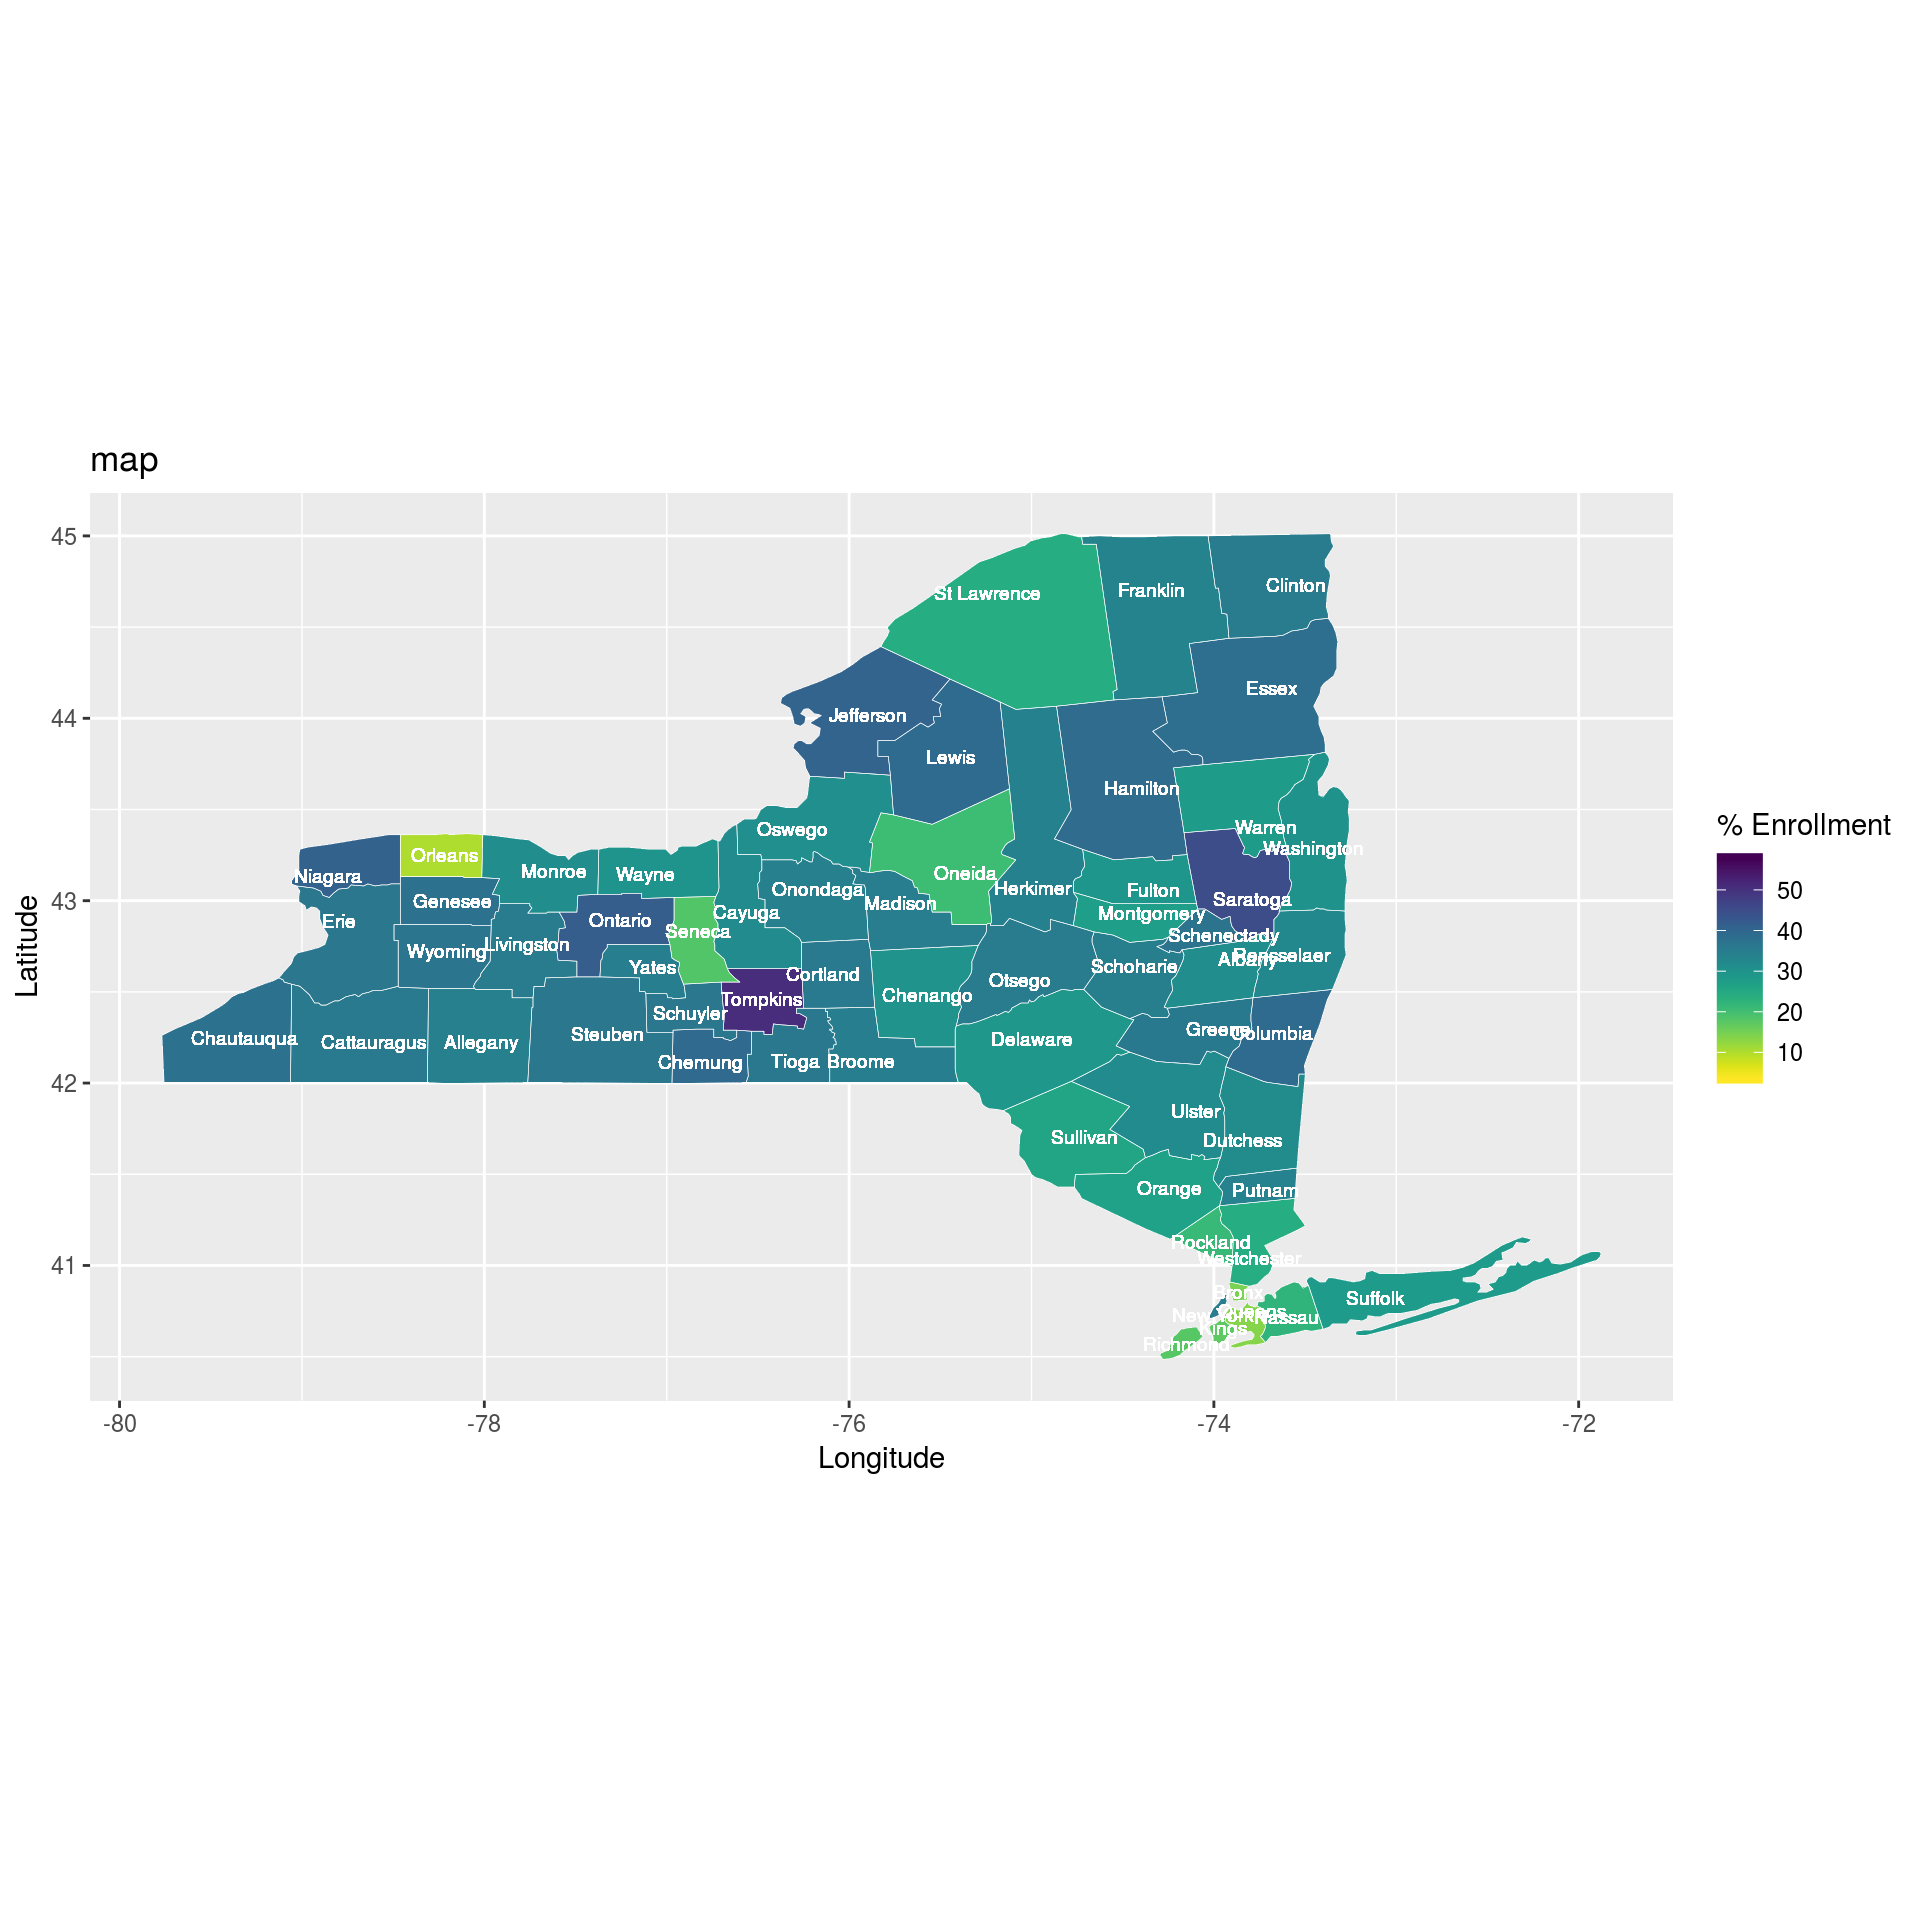 map
45
44
43
42
41
-80
-78
-76
-74
-72
Latitude
Longitude
% Enrollment
50
40
30
20
10
St Lawrence
Franklin
Clinton
Essex
Jefferson
Lewis
Hamilton
Warren
Washington
Oswego
Orleans
Niagara
Monroe
Wayne
Oneida
Herkimer
Fulton
Onondaga
Madison
Genesee
Saratoga
Montgomery
Erie
Ontario
Cayuga
Seneca
Schenectady
Wyoming
Livingston
Albany
Rensselaer
Yates
Cortland
Schoharie
Otsego
Tompkins
Chenango
Schuyler
Greene
Columbia
Chautauqua
Cattaraugus
Allegany
Steuben
Delaware
Chemung
Tioga
Broome
Ulster
Sullivan
Dutchess
Orange
Putnam
Rockland
Westchester
Bronx
Suffolk
New York
Queens
Nassau
Kings
Richmond